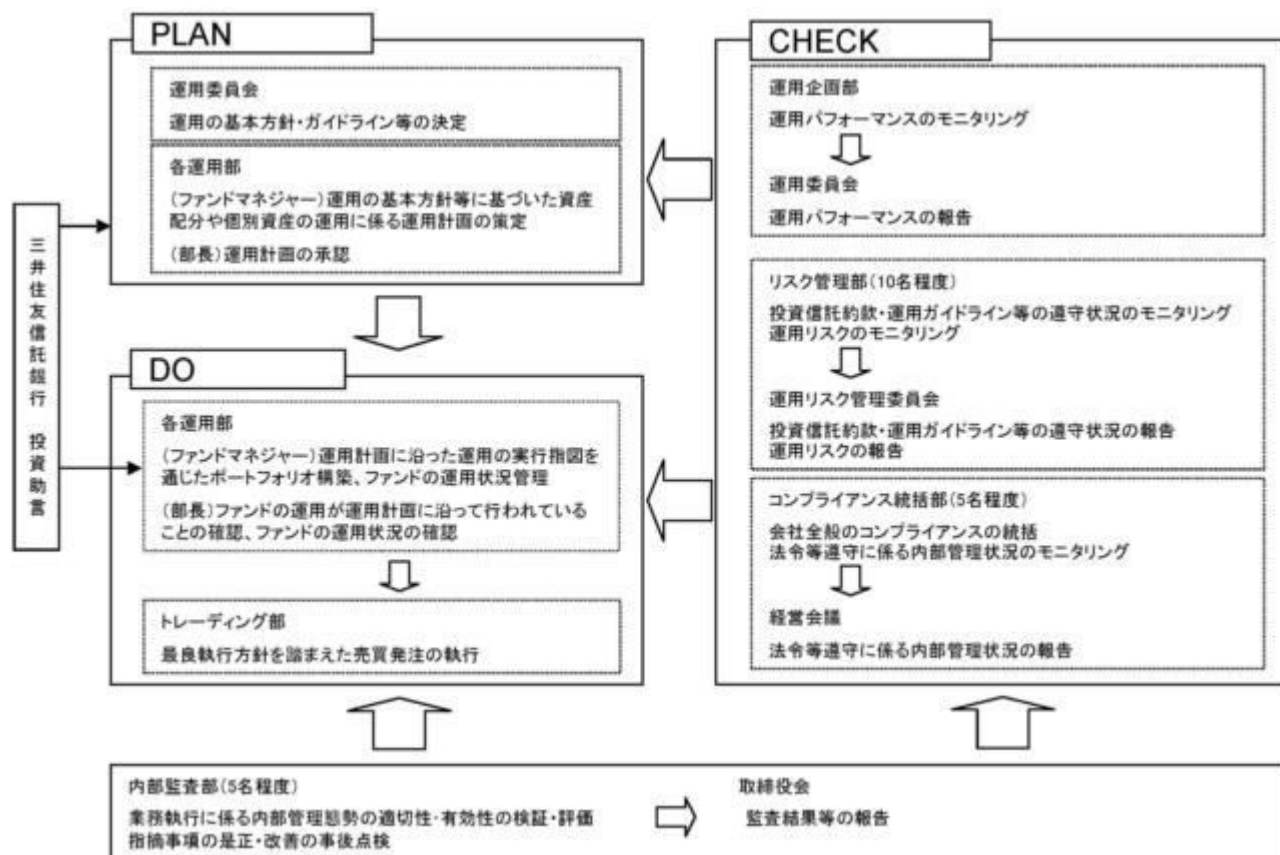 PLAN
運用委員会
運用の基本方針・ガイドライン等の決定
各運用部
(ファンドマネジャー)運用の基本方針等に基づいた資産
配分や個別資産の運用に係る運用計画の策定
(部長)運用計画の承認
三井住友信託銀行 投資助言
DO
各運用部
(ファンドマネジャー)運用計画に沿った運用の実行指図を
通じたポートフォリオ構築、ファンドの運用状況管理
(部長)ファンドの運用が運用計画に沿って行われている
ことの確認、ファンドの運用状況の確認
トレーディング部
最良執行方針を踏まえた売買発注の執行
CHECK
運用企画部
運用パフォーマンスのモニタリング
運用委員会
運用パフォーマンスの報告
リスク管理部(10名程度)
投資信託約款・運用ガイドライン等の遵守状況のモニタリング
運用リスクのモニタリング
運用リスク管理委員会
投資信託約款・運用ガイドライン等の遵守状況の報告
運用リスクの報告
コンプライアンス統括部(5名程度)
会社全般のコンプライアンスの統括
法令等遵守に係る内部管理状況のモニタリング
経営会議
法令等遵守に係る内部管理状況の報告
内部監査部(5名程度)
業務執行に係る内部管理態勢の適切性・有効性の検証・評価
指摘事項の是正・改善の事後点検
取締役会
監査結果等の報告